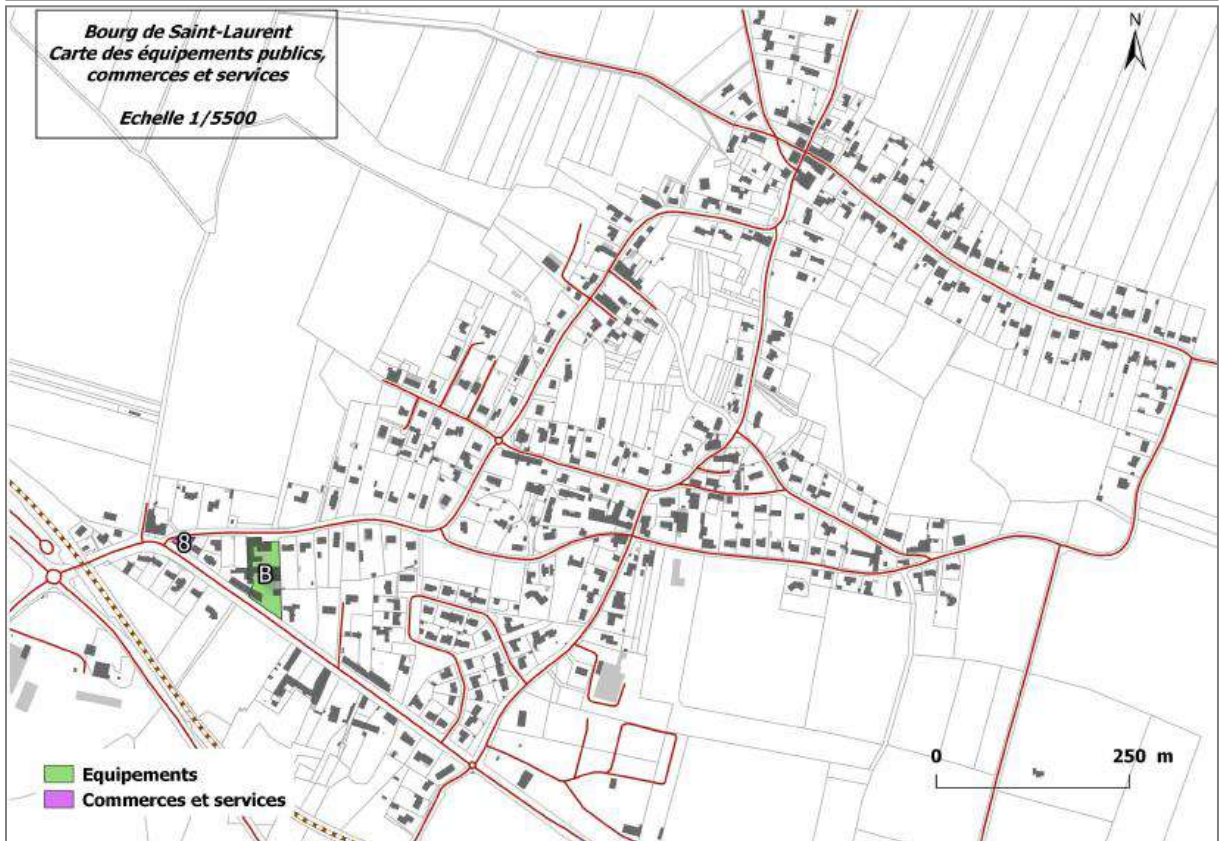 Bourg de Saint-Laurent
Carte des équipements publics,
commerces et services
Echelle 1/5500
N
8
B
0 250 m
Equipements
Commerces et services